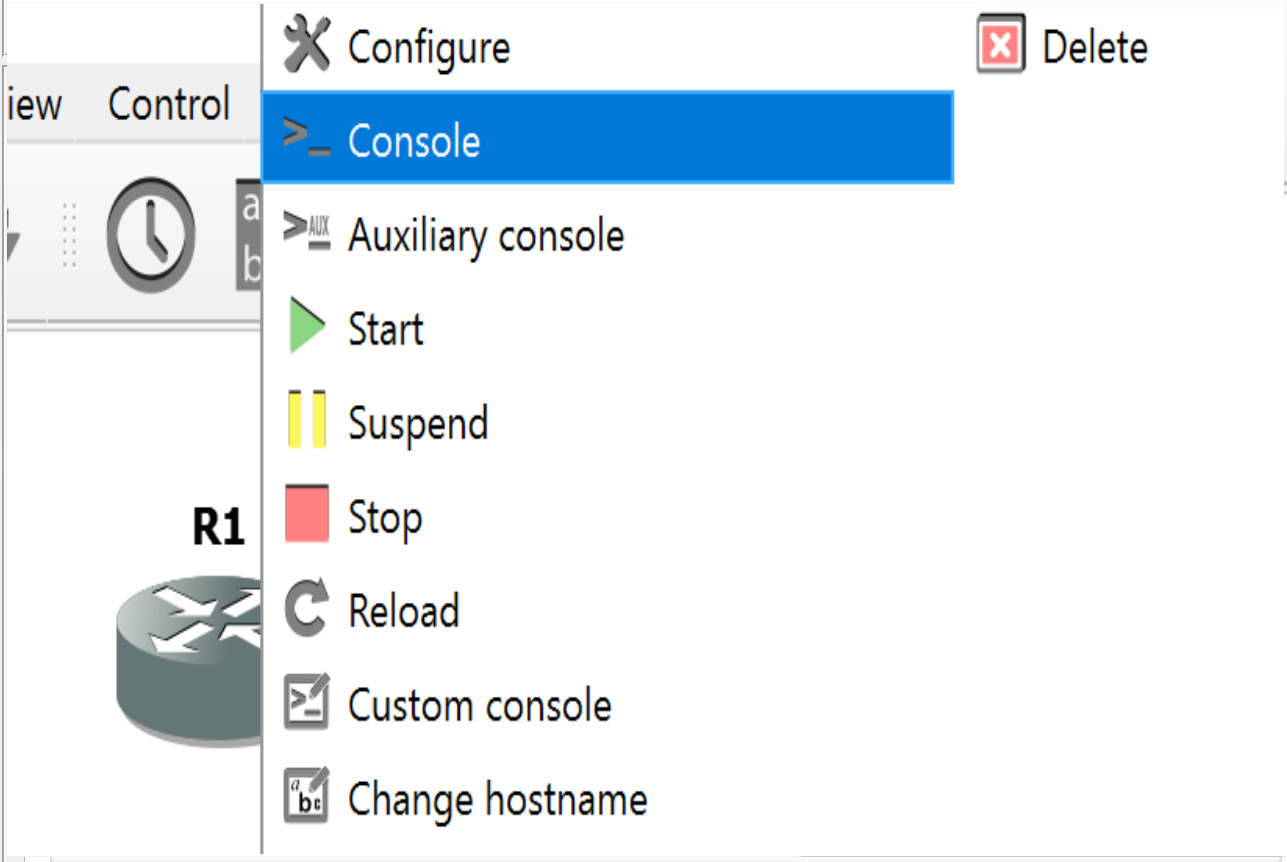 Configure
Delete
iew
Control
Console
Auxiliary console
Start
Suspend
Stop
R1
Reload
Custom console
Change hostname